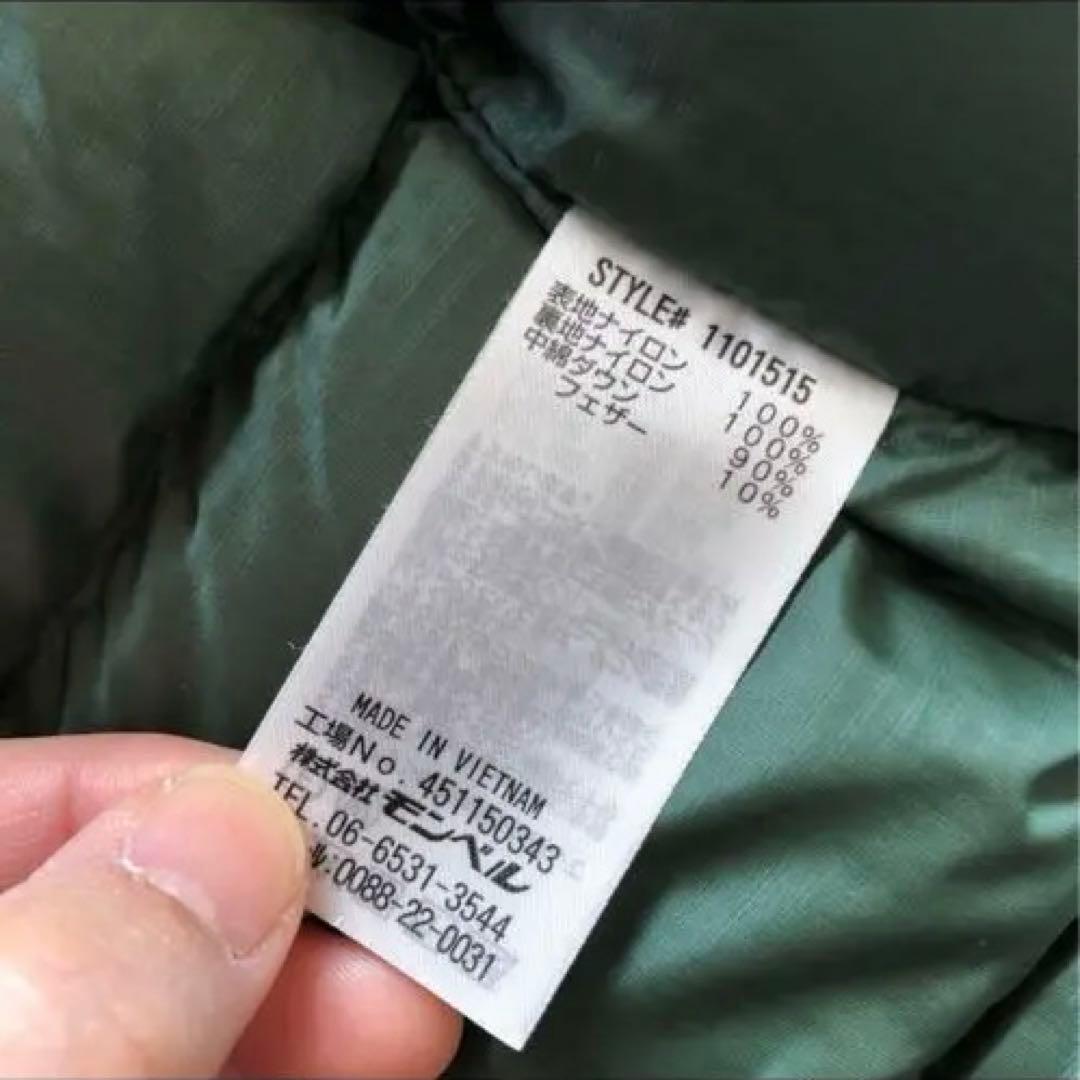 STYLE# 1101515
表地ナイロン 100%
裏地ナイロン 100%
中綿ダウン 90%
フェザー 10%
MADE IN VIETNAM
工場No. 451150343
株式会社 モンベル
TEL. 06-6531-3544
ル:0088-22-0031